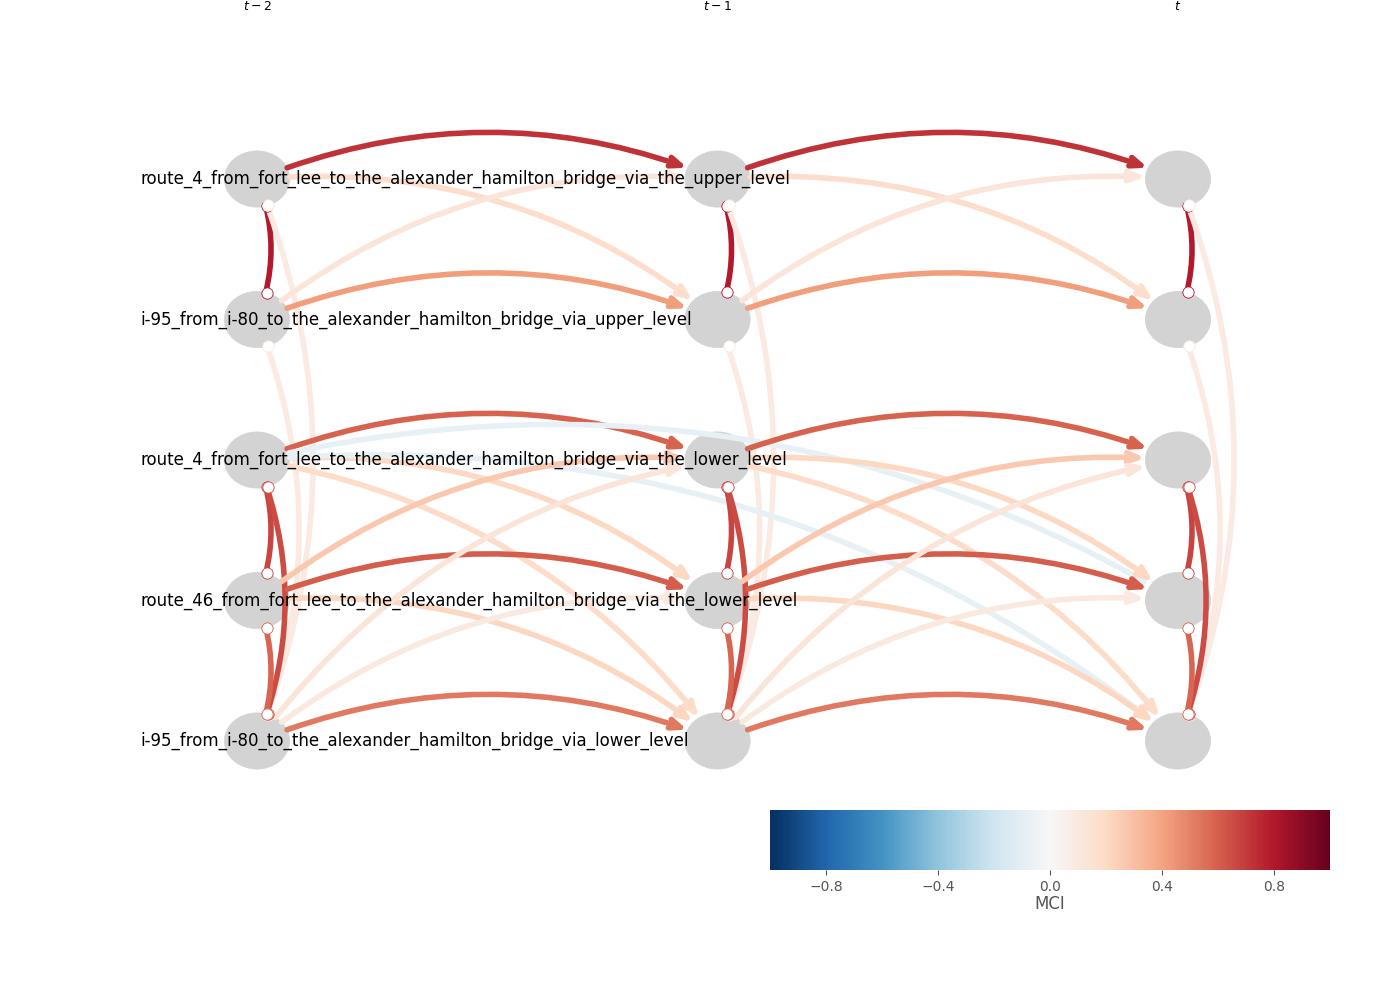 t − 2 t − 1 t
route_4_from_fort_lee_to_the_alexander_hamilton_bridge_via_the_upper_level
i-95_from_i-80_to_the_alexander_hamilton_bridge_via_upper_level
route_4_from_fort_lee_to_the_alexander_hamilton_bridge_via_the_lower_level
route_46_from_fort_lee_to_the_alexander_hamilton_bridge_via_the_lower_level
i-95_from_i-80_to_the_alexander_hamilton_bridge_via_lower_level
−0.8 −0.4 0.0 0.4 0.8
MCI